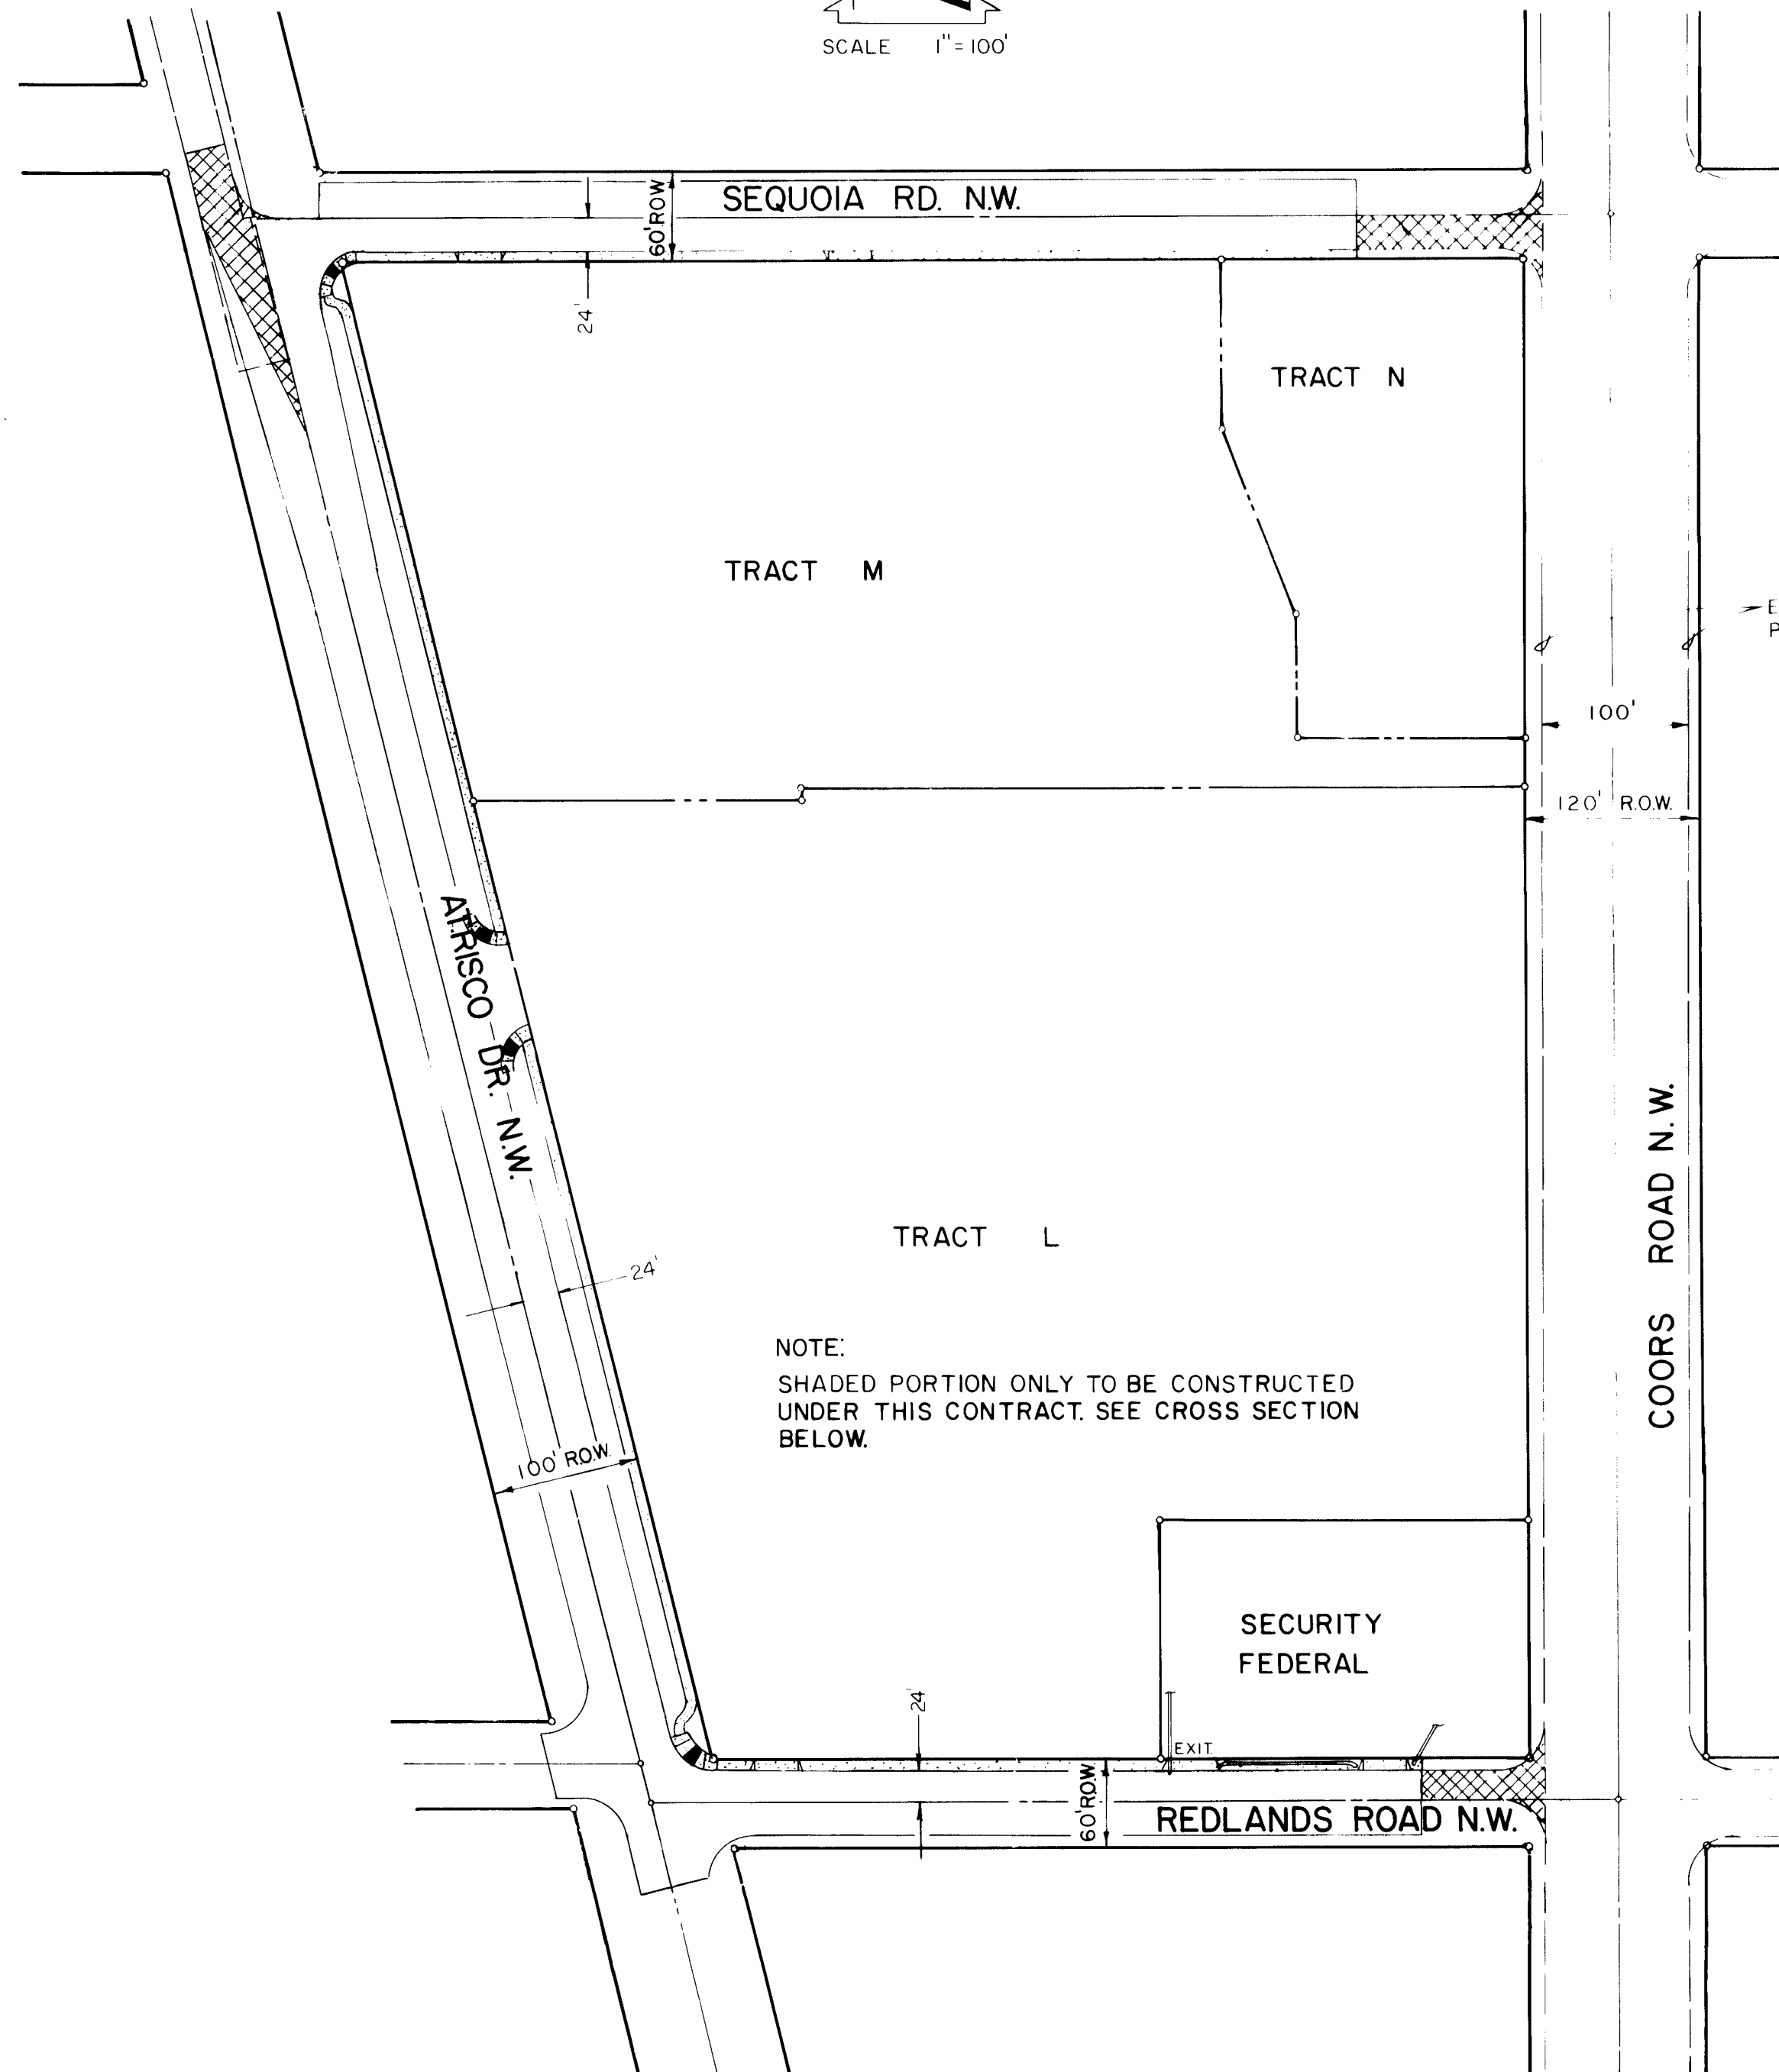 SCALE 1"=100'
SEQUOIA RD. N.W.
60' ROW
24'
TRACT N
TRACT M
100'
120' R.O.W.
ATRISCO DR. N.W.
COORS ROAD N.W.
TRACT L
24'
NOTE:
SHADED PORTION ONLY TO BE CONSTRUCTED
UNDER THIS CONTRACT. SEE CROSS SECTION
BELOW.
100' R.O.W.
SECURITY
FEDERAL
24'
EXIT
60' ROW
REDLANDS ROAD N.W.